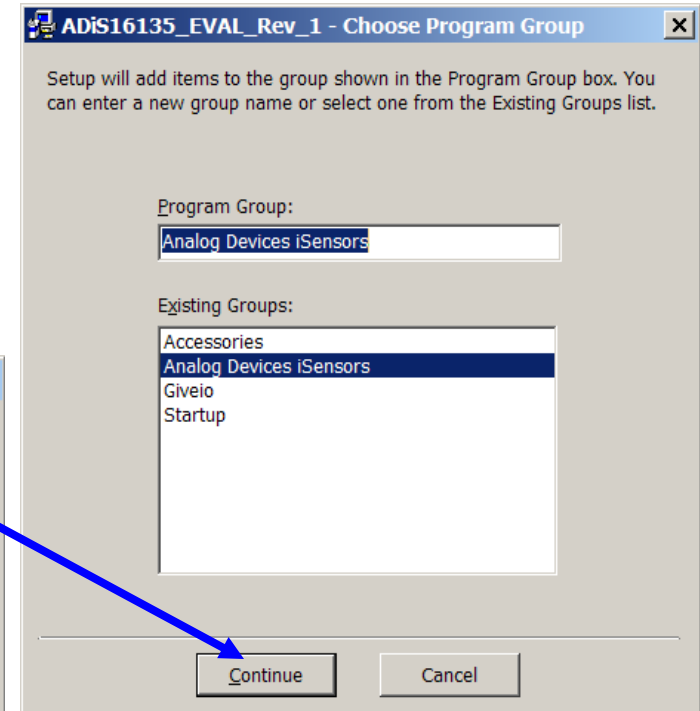 ADiS16135_EVAL_Rev_1 - Choose Program Group
Setup will add items to the group shown in the Program Group box. You
can enter a new group name or select one from the Existing Groups list.
Program Group:
Analog Devices iSensors
Existing Groups:
Accessories
Analog Devices iSensors
Giveio
Startup
Continue
Cancel